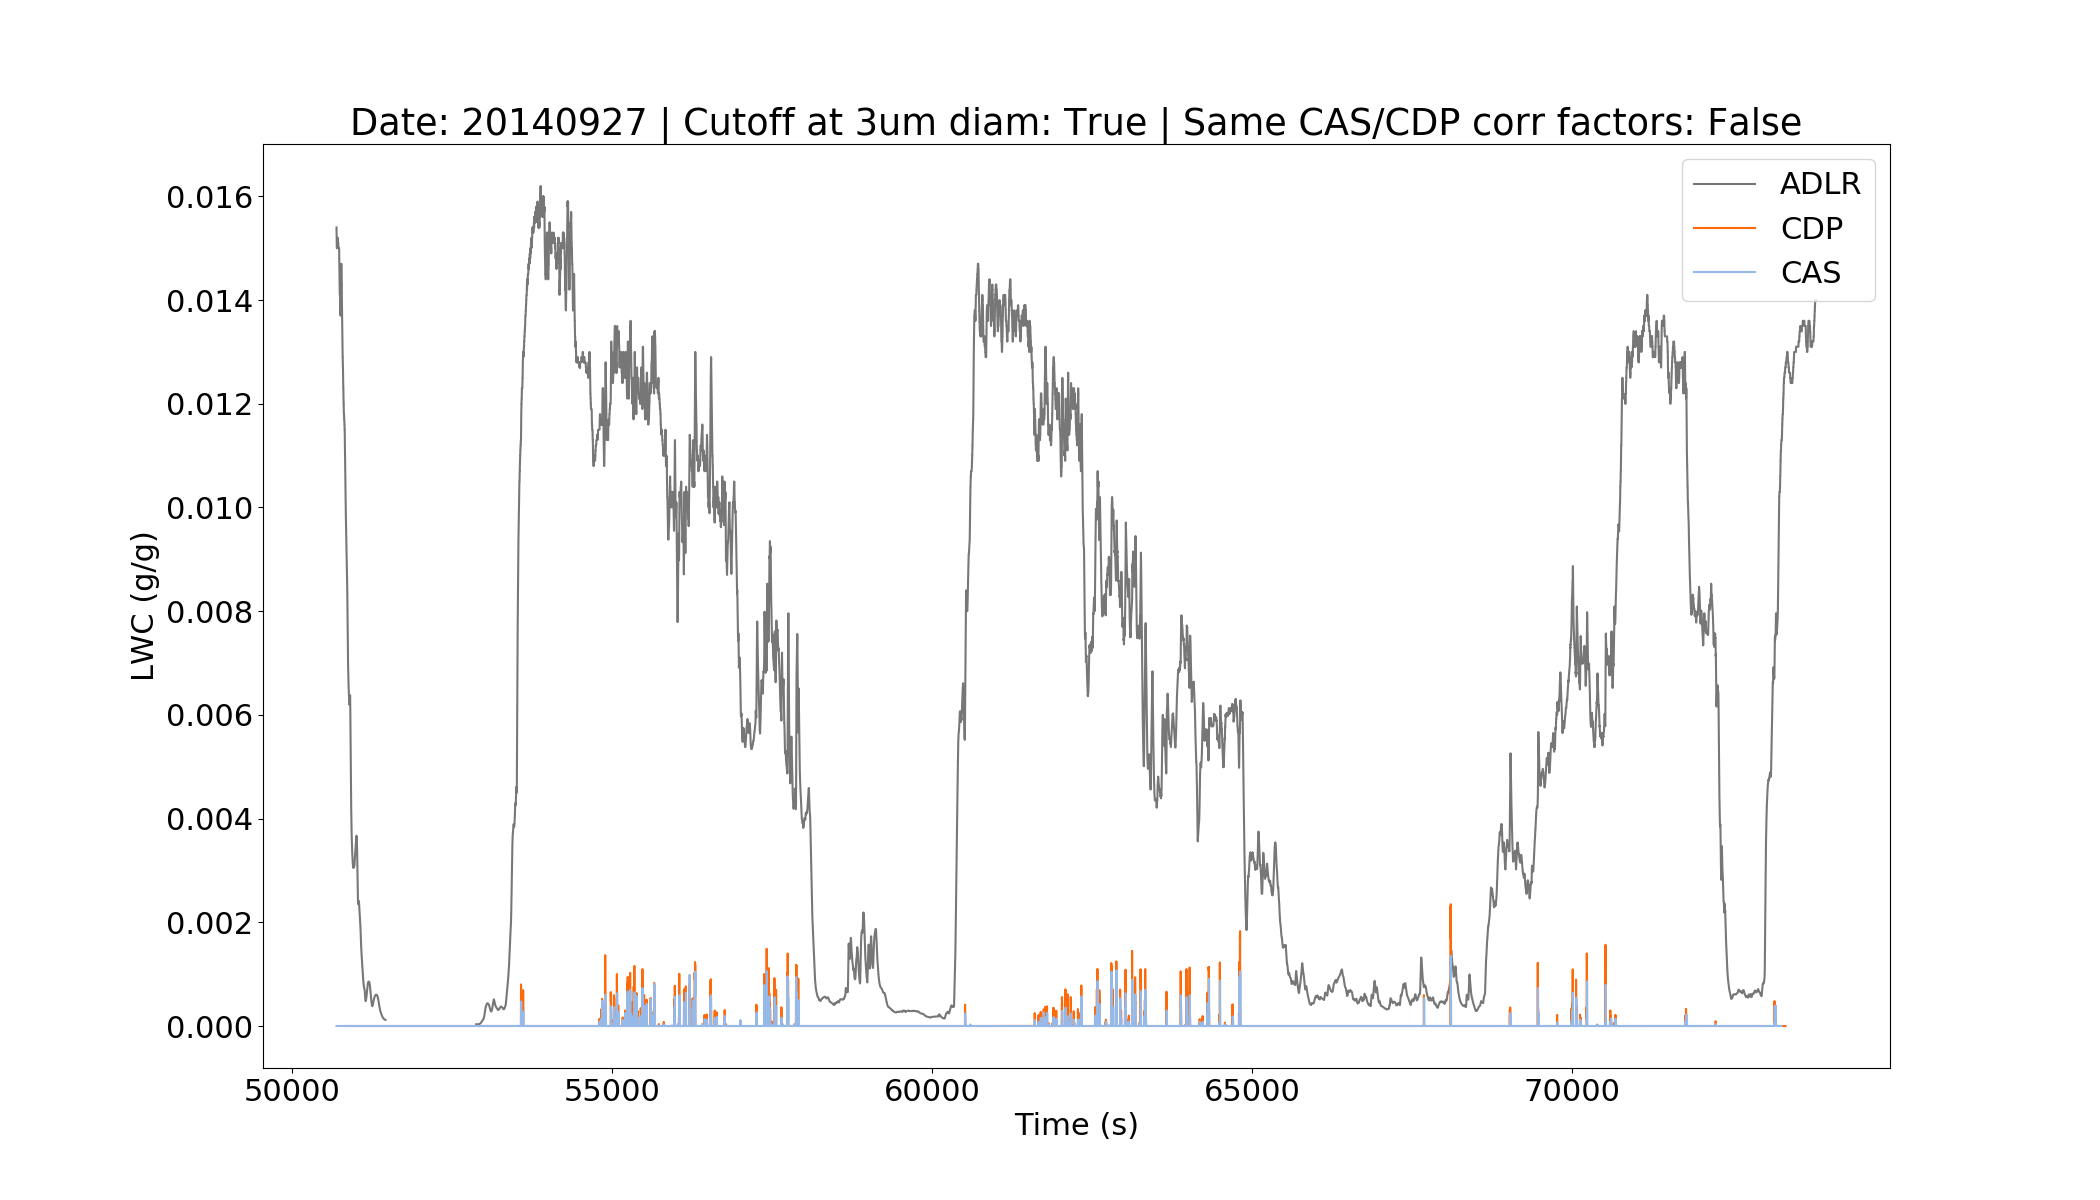 Date: 20140927 | Cutoff at 3um diam: True | Same CAS/CDP corr factors: False
ADLR
CDP
CAS
0.016
0.014
0.012
0.010
0.008
0.006
0.004
0.002
0.000
LWC (g/g)
50000 55000 60000 65000 70000
Time (s)